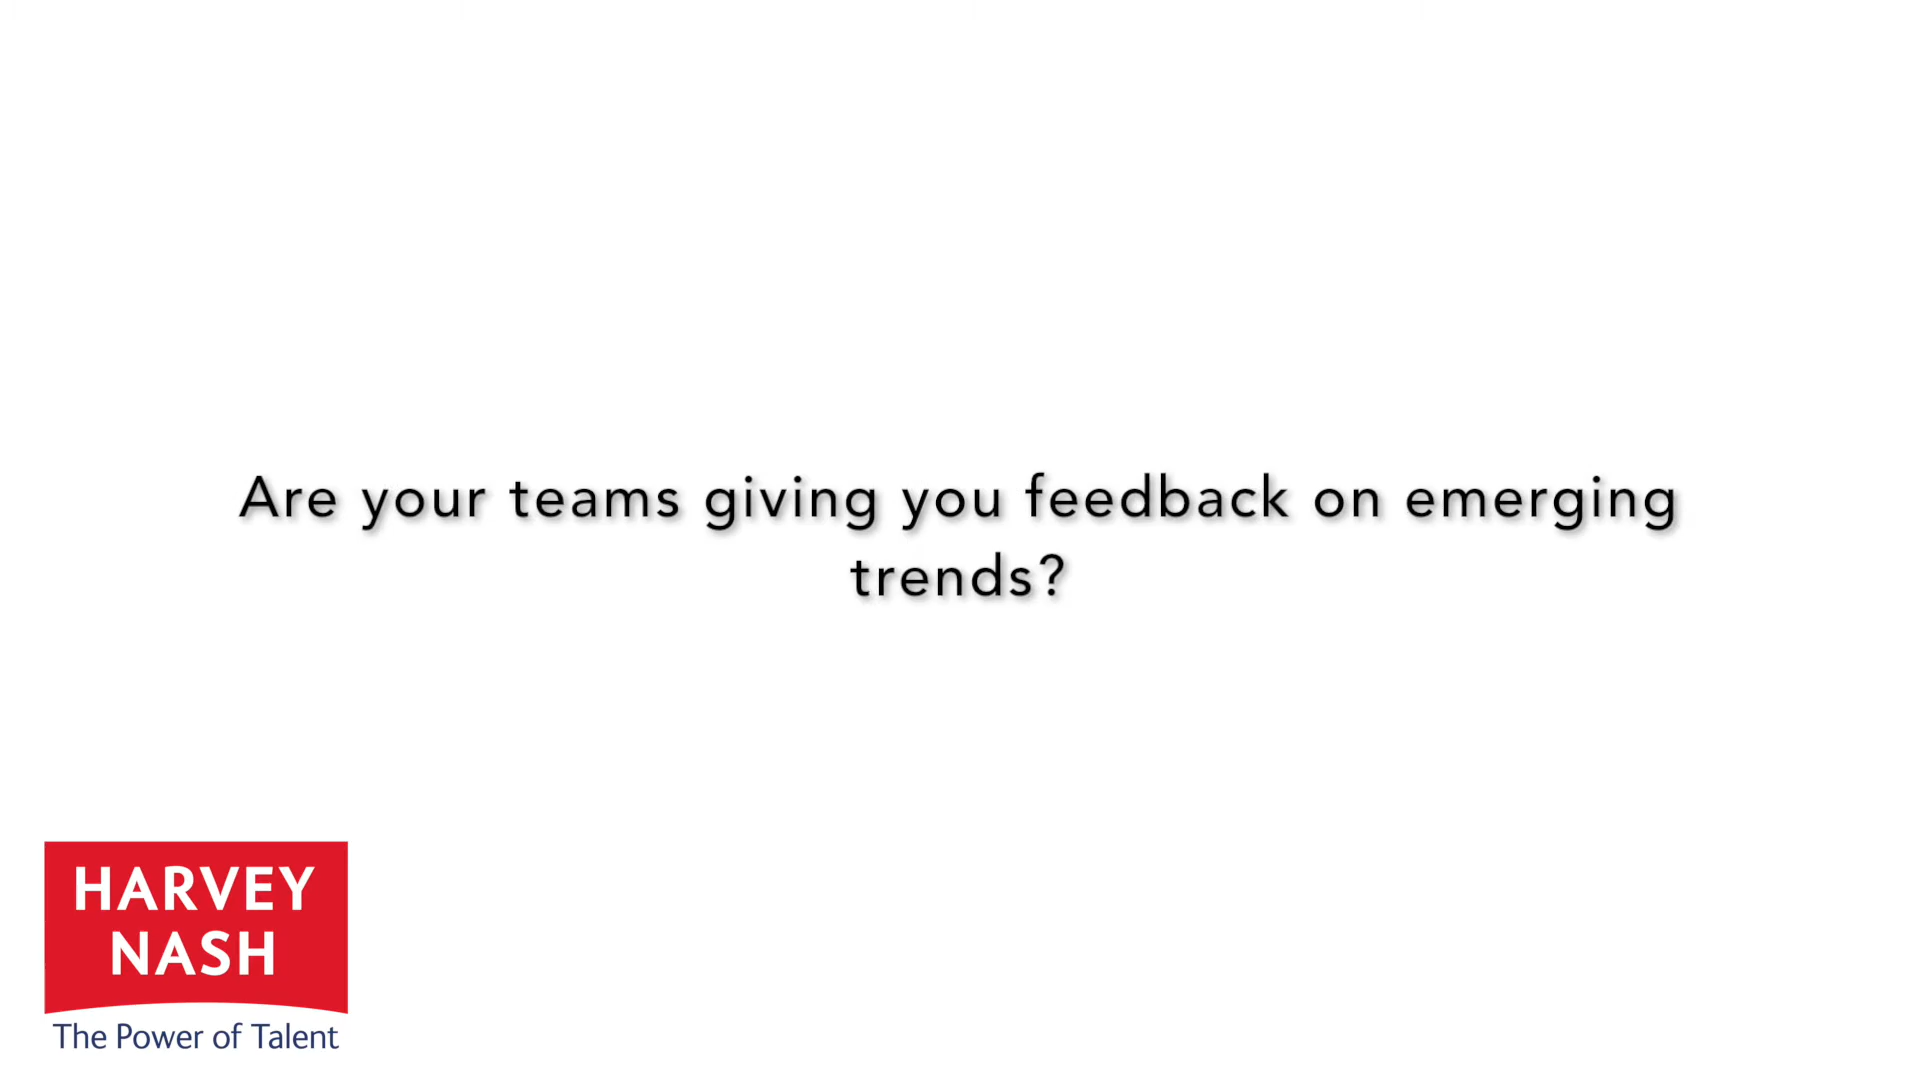 Are your teams giving you feedback on emerging
trends?
HARVEY
NASH
The Power of Talent